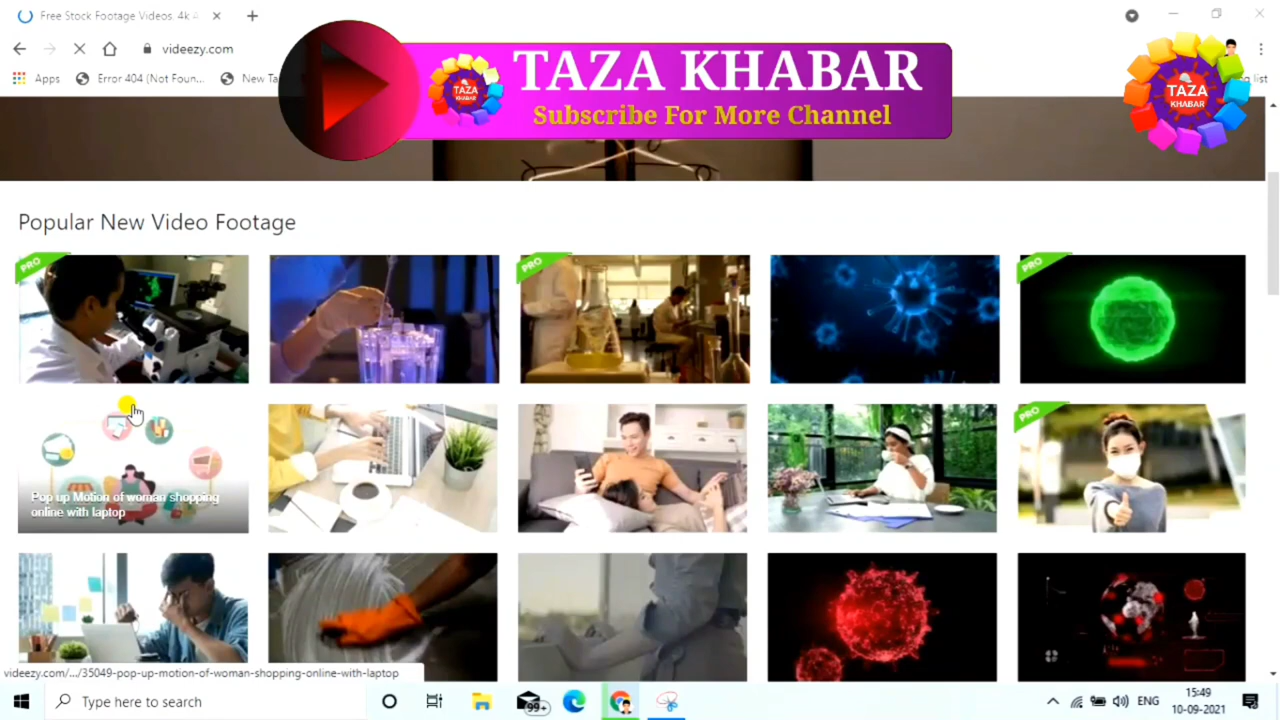 Free Stock Footage Videos, 4k
videezy.com
Apps
Error 404 (Not Foun...
New Ta
TAZA KHABAR
Subscribe For More Channel
TAZA
KHABAR
TAZA
KHABAR
Popular New Video Footage
PRO
PRO
PRO
Pop up Motion of woman shopping
online with laptop
PRO
videezy.com/.../35049-pop-up-motion-of-woman-shopping-online-with-laptop
Type here to search
99+
ENG
15:49
10-09-2021